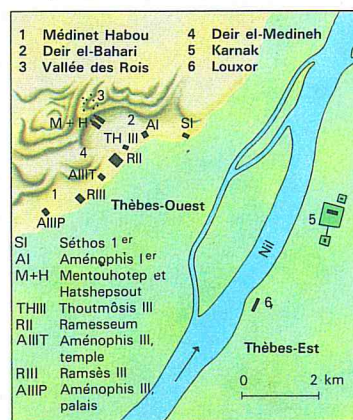 1 Médinet Habou
2 Deir el-Bahari
3 Vallée des Rois
4 Deir el-Medineh
5 Karnak
6 Louxor
3
M+H
2
AI
SI
TH III
4
RII
AIIIT
1
RIII
AIIIP
Thèbes-Ouest
5
Nil
6
Thèbes-Est
SI Séthos 1er
AI Aménophis Ier
M+H Mentouhotep et
Hatshepsout
THIII Thoutmôsis III
RII Ramesseum
AIIIT Aménophis III,
temple
RIII Ramsès III
AIIIP Aménophis III,
palais
0 2 km